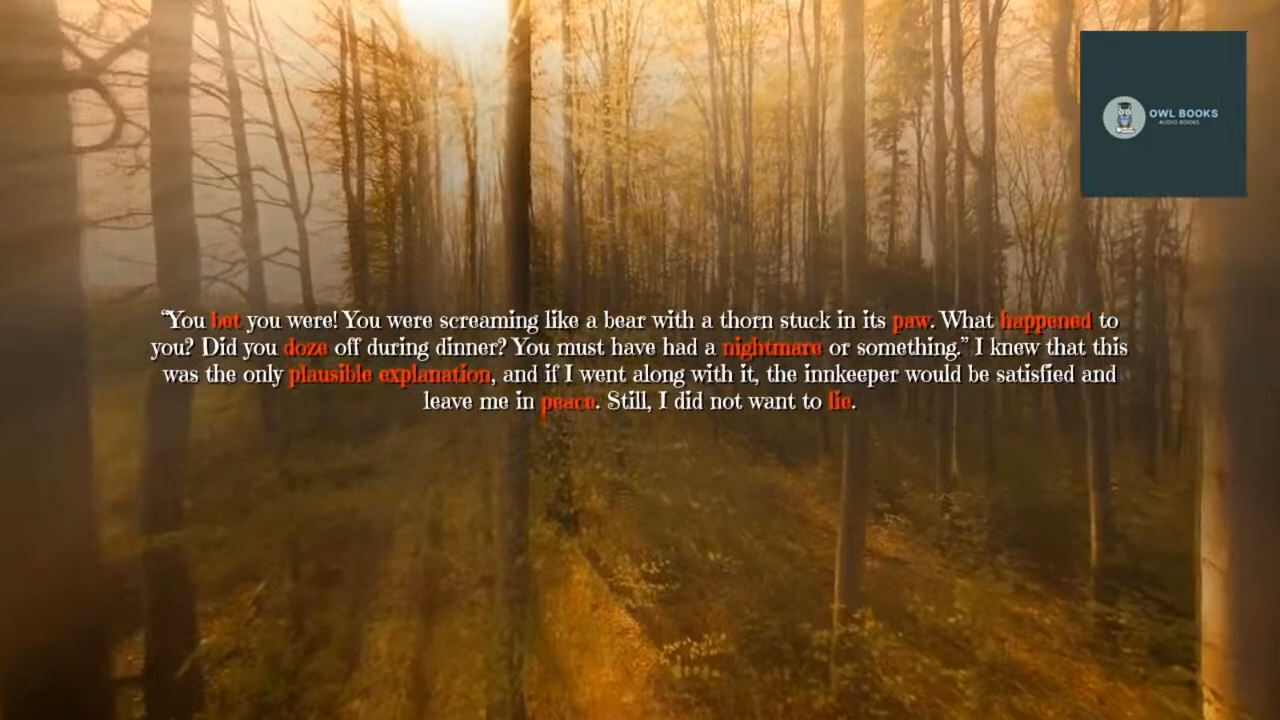 OWL BOOKS
AUDIO BOOKS
“You bet you were! You were screaming like a bear with a thorn stuck in its paw. What happened to
you? Did you doze off during dinner? You must have had a nightmare or something.” I knew that this
was the only plausible explanation, and if I went along with it, the innkeeper would be satisfied and
leave me in peace. Still, I did not want to lie.